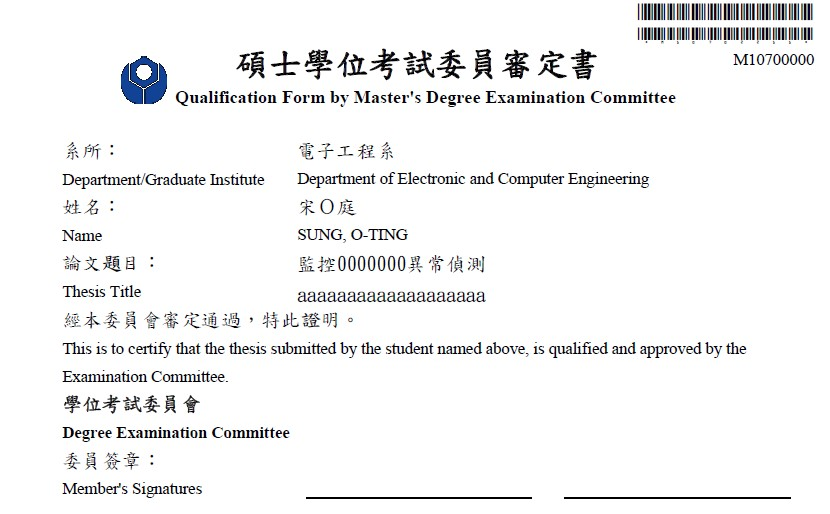 M10700000
碩士學位考試委員審定書
Qualification Form by Master's Degree Examination Committee
系所：
電子工程系
Department/Graduate Institute
Department of Electronic and Computer Engineering
姓名：
宋O庭
Name
SUNG, O-TING
論文題目：
監控0000000異常偵測
Thesis Title
aaaaaaaaaaaaaaaaaaa
經本委員會審定通過，特此證明。
This is to certify that the thesis submitted by the student named above, is qualified and approved by the
Examination Committee.
學位考試委員會
Degree Examination Committee
委員簽章：
Member's Signatures